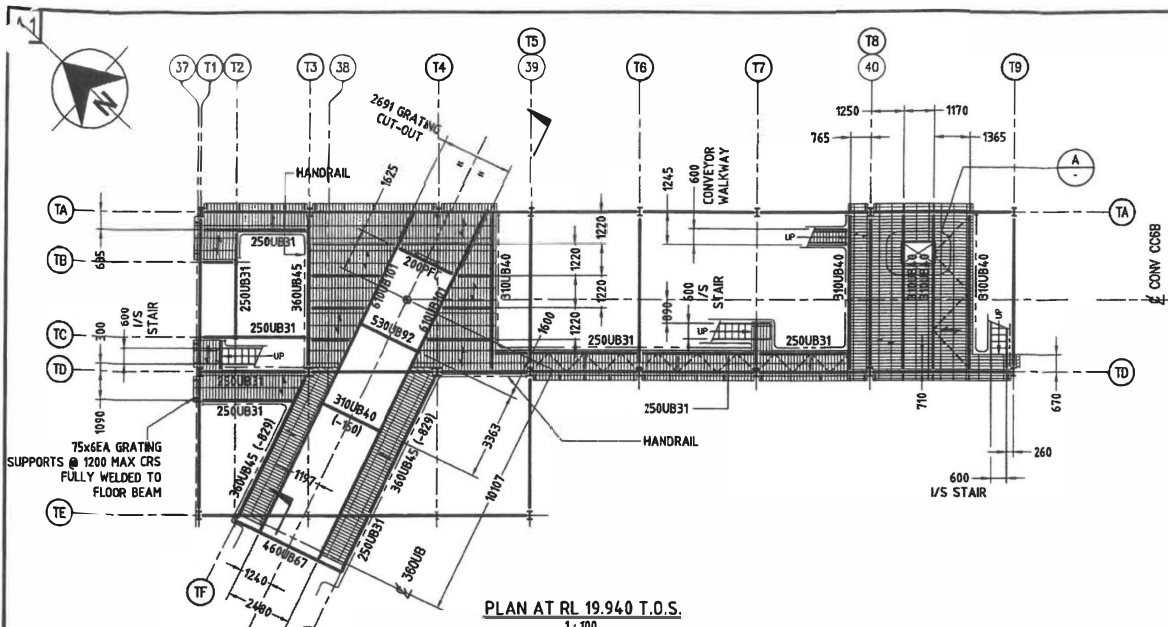 A1
N
37
T1
T2
T3
38
T4
T5
39
T6
T7
T8
40
T9
2691 GRATING
CUT-OUT
1250
1170
765
1365
A
-
HANDRAIL
1625
"
"
1245
600
CONVEYOR
WALKWAY
TA
TA
695
250UB31
UP
1220
TB
250UB31
360UB45
200PFC
610UB101
610UB101
310UB40
1220
1220
1220
600
I/S
STAIR
890
310UB40
310UB40
310UB40
310UB40
℄ CONV CC6B
TC
600
I/S
STAIR
300
250UB31
530UB92
1600
250UB31
UP
250UB31
UP
UP
TD
TD
250UB31
1090
250UB31
310UB40
(-150)
250UB31
710
670
75x6EA GRATING
SUPPORTS @ 1200 MAX CRS
FULLY WELDED TO
FLOOR BEAM
360UB45 (-829)
360UB45 (-829)
3363
HANDRAIL
260
1197
10107
600
I/S STAIR
TE
250UB31
460UB67
360UB
1240
TF
2480
PLAN AT RL 19.940 T.O.S.
1:100